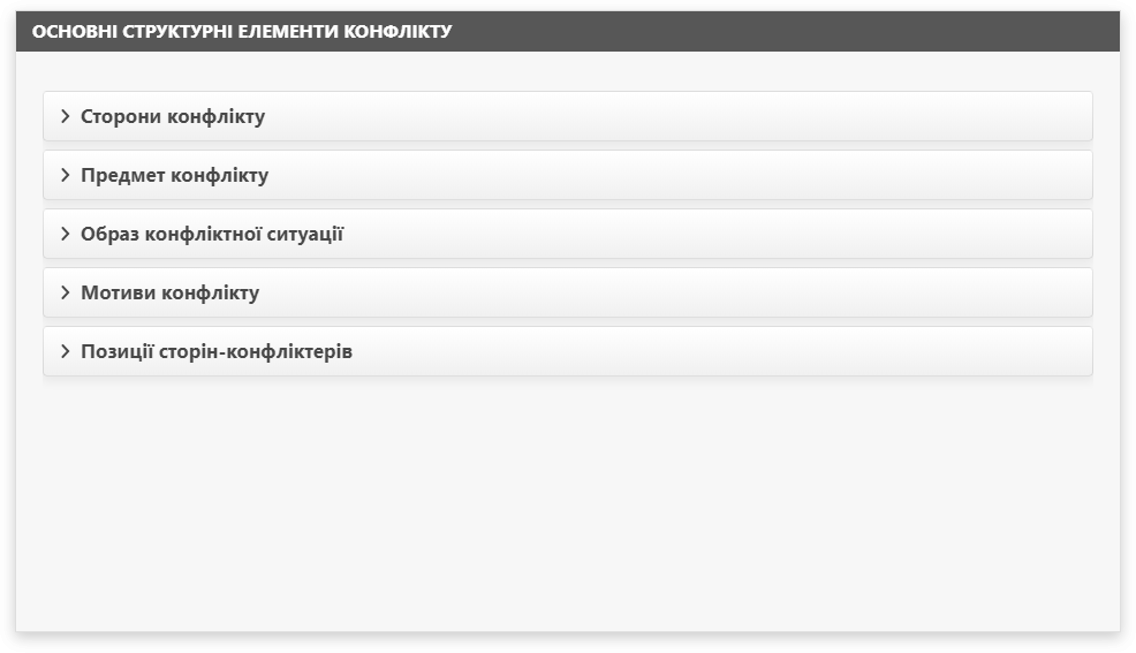 ОСНОВНІ СТРУКТУРНІ ЕЛЕМЕНТИ КОНФЛІКТУ
Сторони конфлікту
Предмет конфлікту
Образ конфліктної ситуації
Мотиви конфлікту
Позиції сторін-конфліктерів